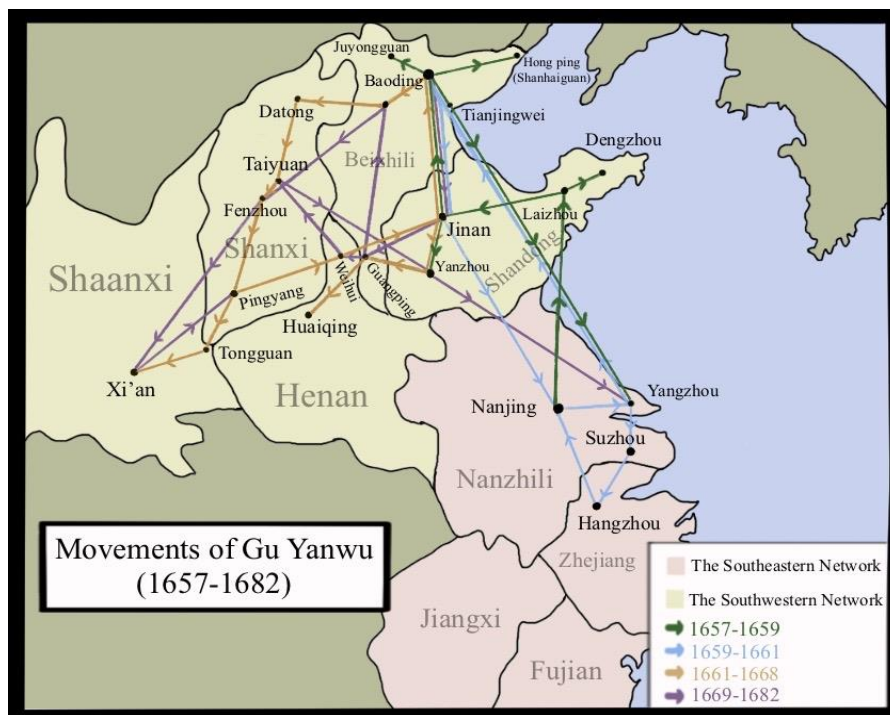 Juyongguan
Hong ping
(Shanhaiguan)
Baoding
Datong
Tianjingwei
Beizhili
Dengzhou
Taiyuan
Fenzhou
Laizhou
Jinan
Shanxi
Shandong
Shaanxi
Yanzhou
Weihui
Guangping
Pingyang
Huaiqing
Tongguan
Xi’an
Henan
Yangzhou
Nanjing
Suzhou
Nanzhili
Hangzhou
Movements of Gu Yanwu
(1657-1682)
Zhejiang
The Southeastern Network
The Southwestern Network
Jiangxi
1657-1659
1659-1661
Fujian
1661-1668
1669-1682